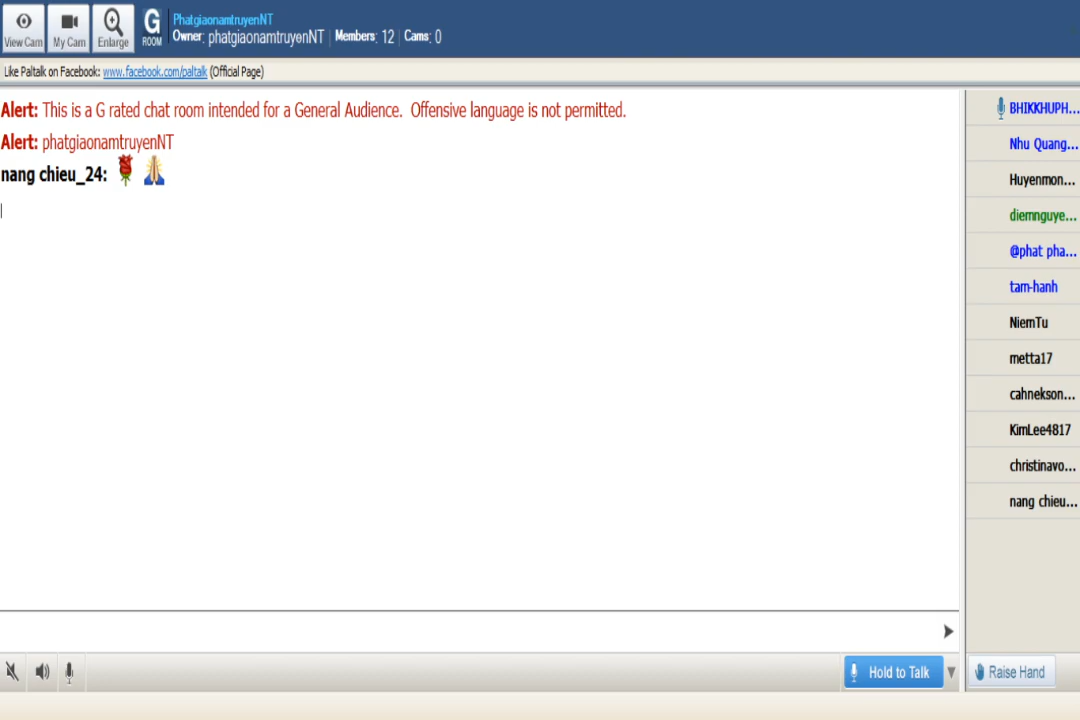 View Cam
My Cam
Enlarge
G
ROOM
PhatgiaonamtruyenNT
Owner: phatgiaonamtruyenNT | Members: 12 | Cams: 0
Like Paltalk on Facebook: www.facebook.com/paltalk (Official Page)
Alert: This is a G rated chat room intended for a General Audience. Offensive language is not permitted.
Alert: phatgiaonamtruyenNT
nang chieu_24:
BHIKKHUPH...
Nhu Quang...
Huyenmon...
diemnguye...
@phat pha...
tam-hanh
NiemTu
metta17
cahnekson...
KimLee4817
christinavo...
nang chieu...
Hold to Talk
Raise Hand